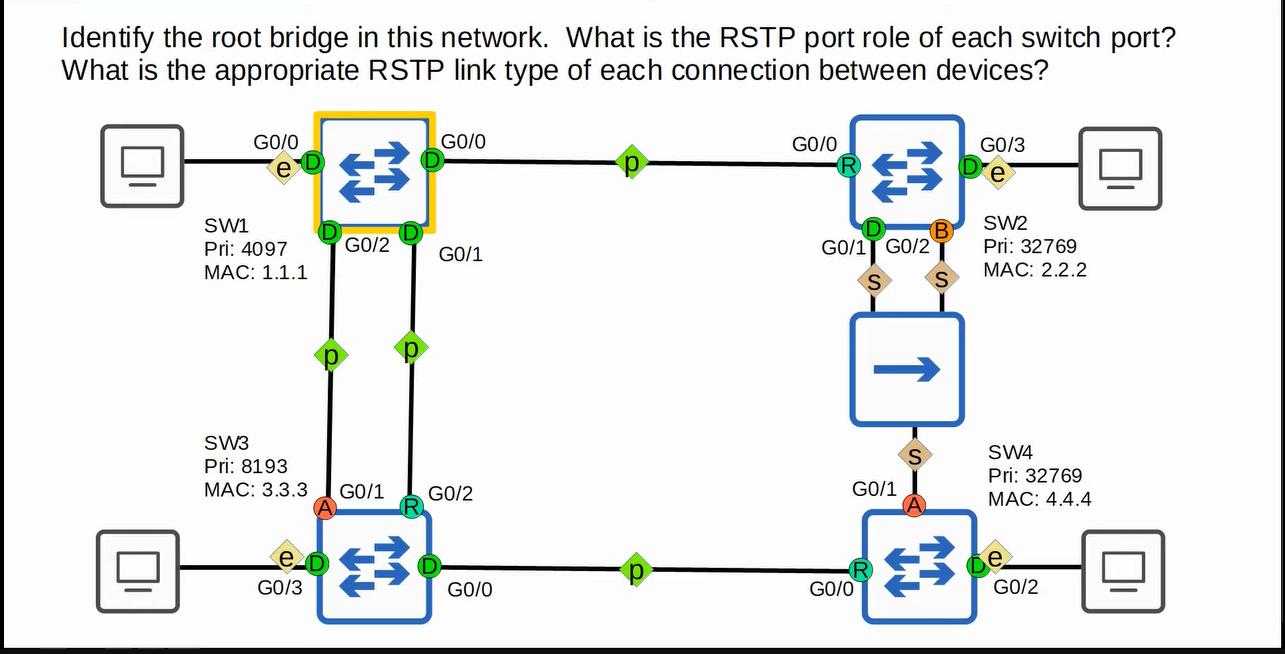 Identify the root bridge in this network.  What is the RSTP port role of each switch port?
What is the appropriate RSTP link type of each connection between devices?
G0/0
e
D
D
G0/0
p
G0/0
R
D
G0/3
e
SW1
Pri: 4097
MAC: 1.1.1
D
G0/2
D
G0/1
G0/1
D
G0/2
B
SW2
Pri: 32769
MAC: 2.2.2
s
s
p
p
SW3
Pri: 8193
MAC: 3.3.3
s
SW4
Pri: 32769
MAC: 4.4.4
A
G0/1
R
G0/2
G0/1
A
e
D
G0/3
D
G0/0
p
R
G0/0
D
e
G0/2